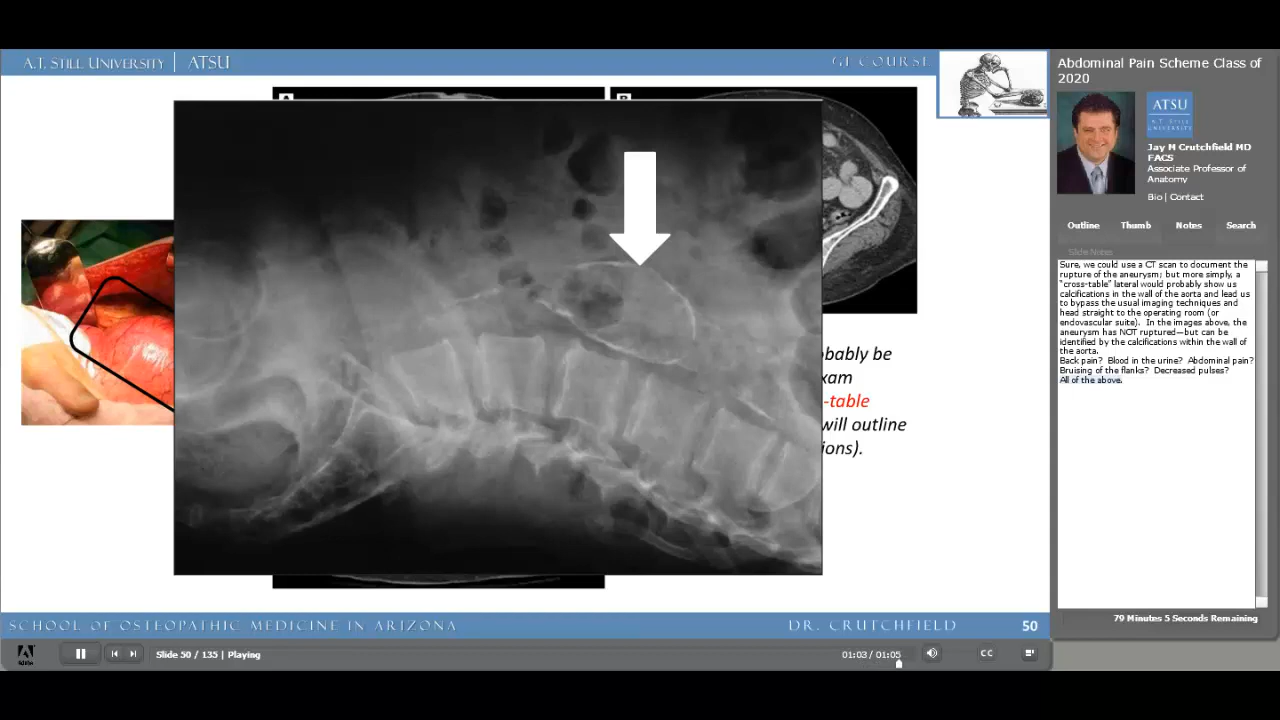 A.T. STILL UNIVERSITY | ATSU
GI COURSE
A
B
obably be
xam
-table
will outline
ions).
SCHOOL OF OSTEOPATHIC MEDICINE IN ARIZONA
DR. CRUTCHFIELD
50
Slide 50 / 135 | Playing
01:03 / 01:05
CC
Abdominal Pain Scheme Class of
2020
ATSU
A.T. STILL
UNIVERSITY
Jay M Crutchfield MD
FACS
Associate Professor of
Anatomy
Bio | Contact
Outline
Thumb
Notes
Search
Slide Notes
Sure, we could use a CT scan to document the
rupture of the aneurysm; but more simply, a
"cross-table" lateral would probably show us
calcifications in the wall of the aorta and lead us
to bypass the usual imaging techniques and
head straight to the operating room (or
endovascular suite). In the images above, the
aneurysm has NOT ruptured—but can be
identified by the calcifications within the wall of
the aorta.
Back pain? Blood in the urine? Abdominal pain?
Bruising of the flanks? Decreased pulses?
All of the above.
79 Minutes 5 Seconds Remaining